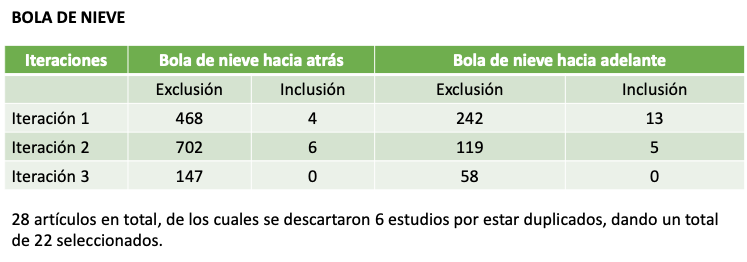 BOLA DE NIEVE
Iteraciones Bola de nieve hacia atrás Bola de nieve hacia adelante
Exclusión Inclusión Exclusión Inclusión
Iteración 1 468 4 242 13
Iteración 2 702 6 119 5
Iteración 3 147 0 58 0
28 artículos en total, de los cuales se descartaron 6 estudios por estar duplicados, dando un total
de 22 seleccionados.